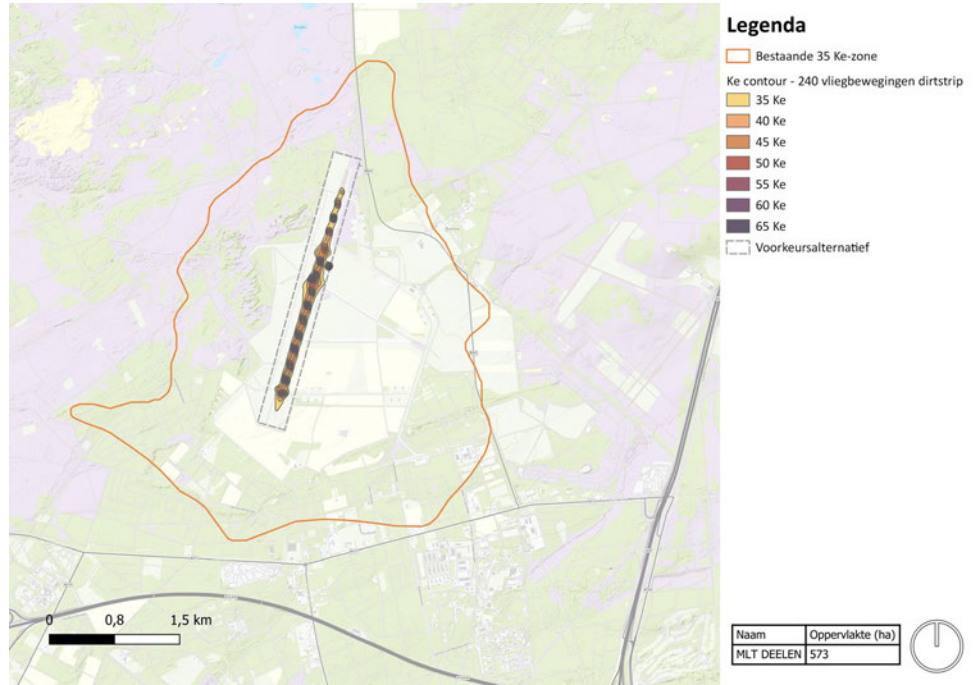 Legenda
Bestaande 35 Ke-zone
Ke contour - 240 vliegbewegingen dirtstrip
35 Ke
40 Ke
45 Ke
50 Ke
55 Ke
60 Ke
65 Ke
Voorkeursalternatief
0 0,8 1,5 km
Naam Oppervlakte (ha)
MLT DEELEN 573